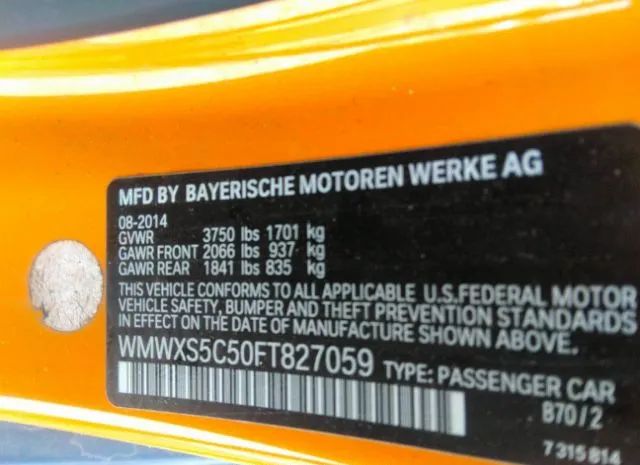 MFD BY BAYERISCHE MOTOREN WERKE AG
08-2014
GVWR 3750 lbs 1701 kg
GAWR FRONT 2066 lbs 937 kg
GAWR REAR 1841 lbs 835 kg
THIS VEHICLE CONFORMS TO ALL APPLICABLE U.S.FEDERAL MOTOR
VEHICLE SAFETY, BUMPER AND THEFT PREVENTION STANDARDS
IN EFFECT ON THE DATE OF MANUFACTURE SHOWN ABOVE.
WMWXS5C50FT827059 TYPE: PASSENGER CAR
B70/2
7 315 814